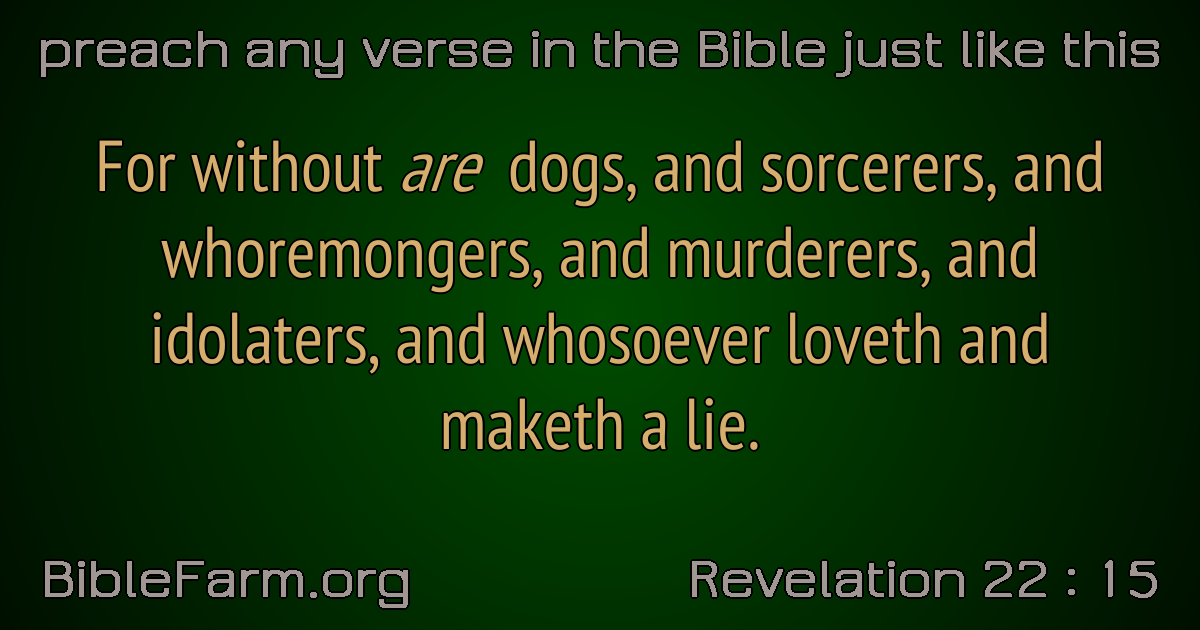 preach any verse in the Bible just like this
For without are dogs, and sorcerers, and
whoremongers, and murderers, and
idolaters, and whosoever loveth and
maketh a lie.
BibleFarm.org
Revelation 22 : 15